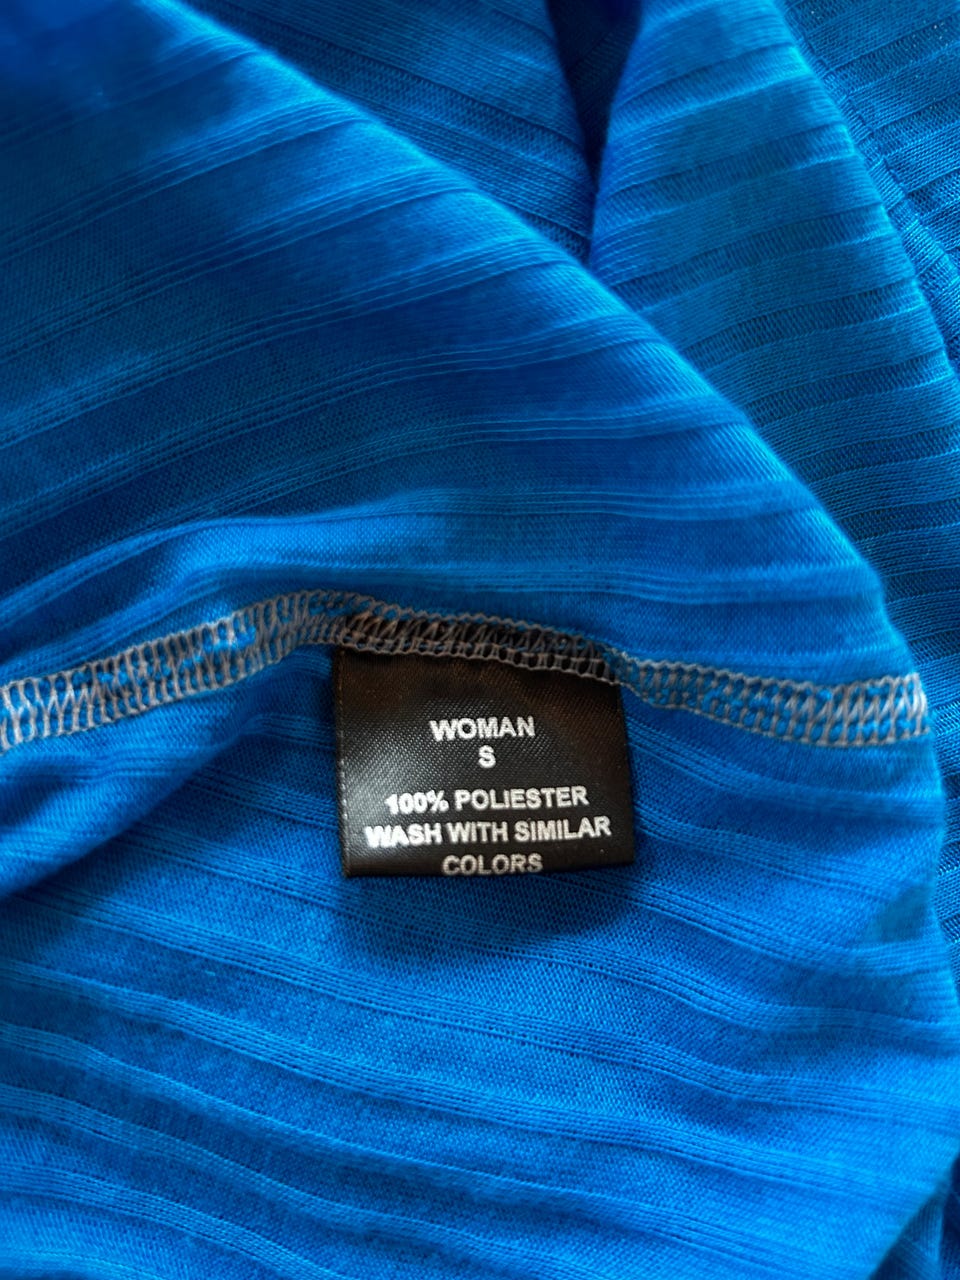 WOMAN
S
100% POLIESTER
WASH WITH SIMILAR
COLORS